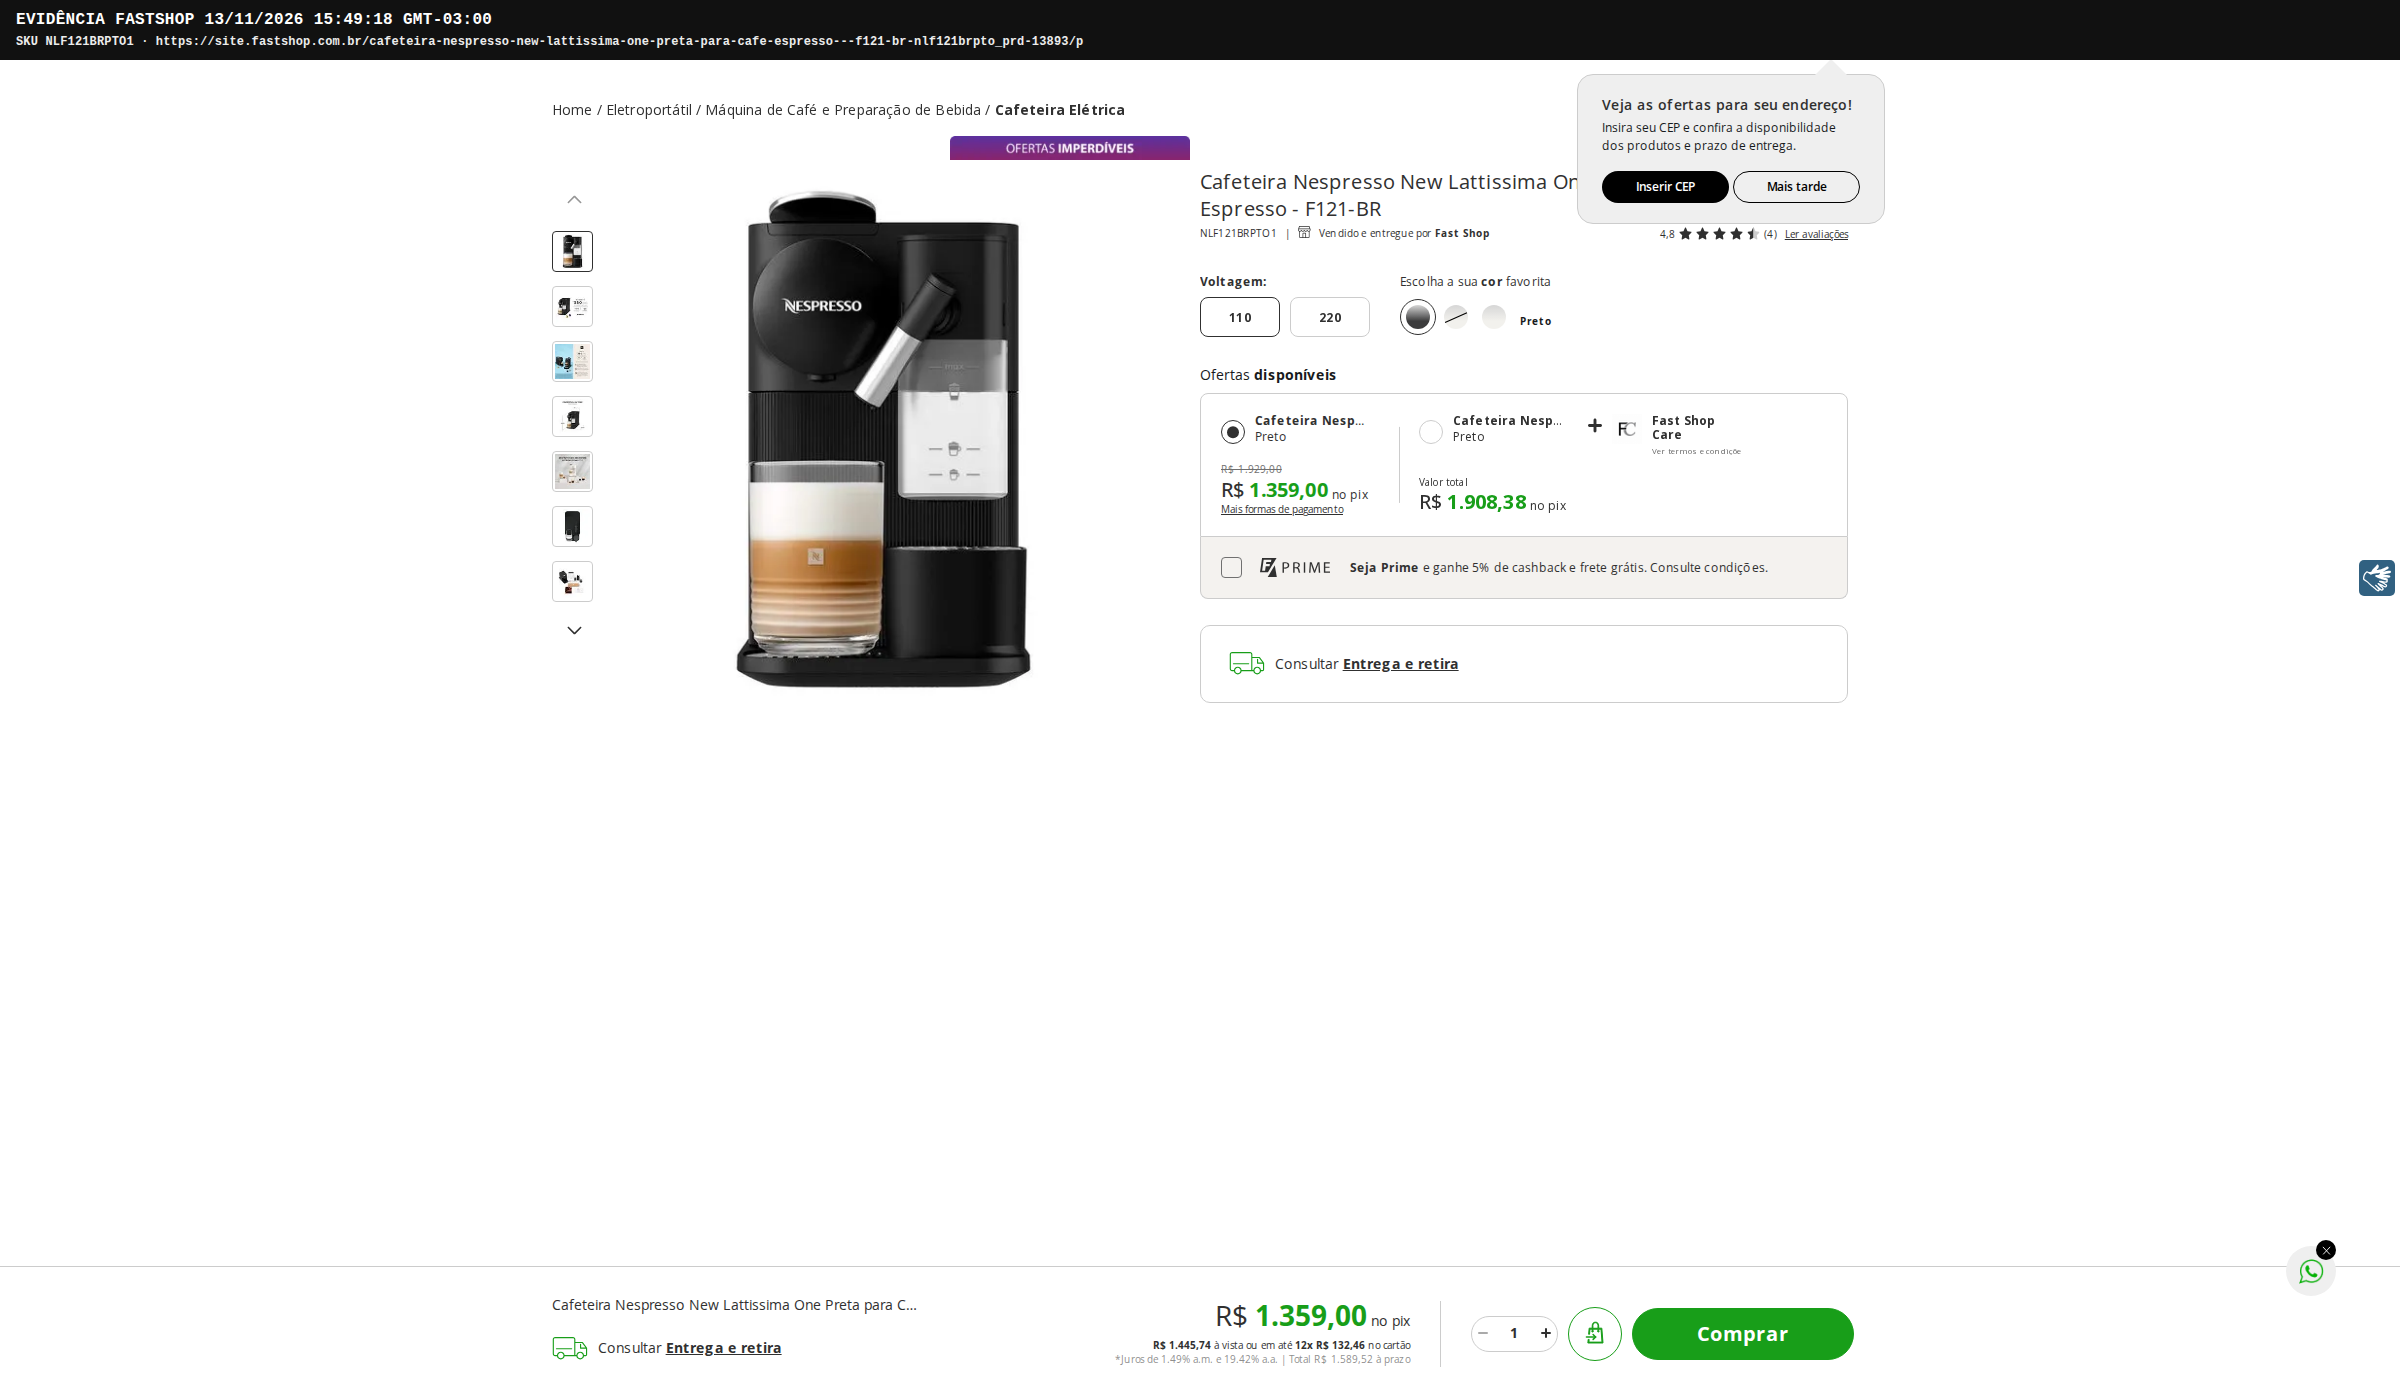 EVIDÊNCIA FASTSHOP 13/11/2026 15:49:18 GMT-03:00
SKU NLF121BRPTO1 · https://site.fastshop.com.br/cafeteira-nespresso-new-lattissima-one-preta-para-cafe-espresso---f121-br-nlf121brpto_prd-13893/p
Home / Eletroportátil / Máquina de Café e Preparação de Bebida / Cafeteira Elétrica
Veja as ofertas para seu endereço!
Insira seu CEP e confira a disponibilidade
dos produtos e prazo de entrega.
Inserir CEP
Mais tarde
OFERTAS IMPERDÍVEIS
Cafeteira Nespresso New Lattissima On
Espresso - F121-BR
NLF121BRPTO1 | Vendido e entregue por Fast Shop
4,8 (4) Ler avaliações
NESPRESSO
Voltagem:
110
220
Escolha a sua cor favorita
Preto
Ofertas disponíveis
Cafeteira Nesp...
Preto
R$ 1.929,00
R$ 1.359,00 no pix
Mais formas de pagamento
Cafeteira Nesp...
Preto
+
FC
Fast Shop
Care
Ver termos e condiçõe
Valor total
R$ 1.908,38 no pix
PRIME
Seja Prime e ganhe 5% de cashback e frete grátis. Consulte condições.
Consultar Entrega e retira
Cafeteira Nespresso New Lattissima One Preta para C...
Consultar Entrega e retira
R$ 1.359,00 no pix
R$ 1.445,74 à vista ou em até 12x R$ 132,46 no cartão
*Juros de 1.49% a.m. e 19.42% a.a. | Total R$ 1.589,52 à prazo
− 1 +
Comprar